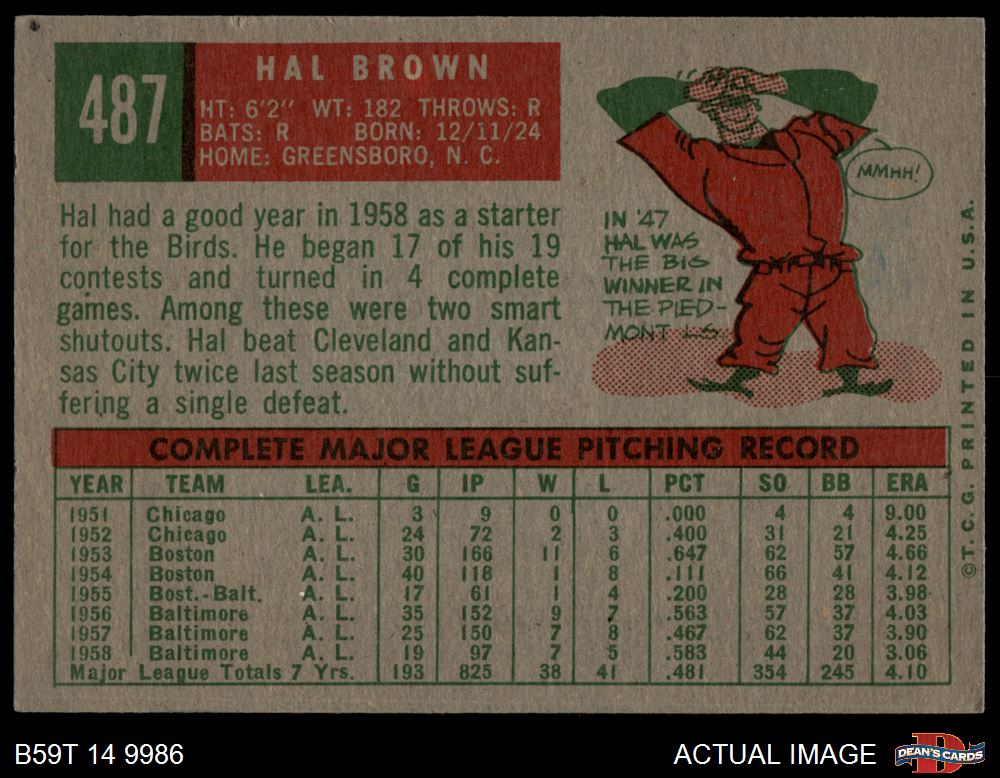 487
HAL BROWN
HT: 6'2" WT: 182 THROWS: R
BATS: R BORN: 12/11/24
HOME: GREENSBORO, N. C.
Hal had a good year in 1958 as a starter
for the Birds. He began 17 of his 19
contests and turned in 4 complete
games. Among these were two smart
shutouts. Hal beat Cleveland and Kan-
sas City twice last season without suf-
fering a single defeat.
MMHH!
IN '47
HAL WAS
THE BIG
WINNER IN
THE PIED-
MONT LG.
COMPLETE MAJOR LEAGUE PITCHING RECORD
YEAR TEAM LEA. G IP W L PCT SO BB ERA
1951 Chicago A. L. 3 9 0 0 .000 4 4 9.00
1952 Chicago A. L. 24 72 2 3 .400 31 21 4.25
1953 Boston A. L. 30 166 11 6 .647 62 57 4.66
1954 Boston A. L. 40 118 1 8 .111 66 41 4.12
1955 Bost.-Balt. A. L. 17 61 1 4 .200 28 28 3.98
1956 Baltimore A. L. 35 152 9 7 .563 57 37 4.03
1957 Baltimore A. L. 25 150 7 8 .467 62 37 3.90
1958 Baltimore A. L. 19 97 7 5 .583 44 20 3.06
Major League Totals 7 Yrs. 193 825 38 41 .481 354 245 4.10
©T. C. G. PRINTED IN U.S.A.
B59T 14 9986
ACTUAL IMAGE
DEAN'S CARDS